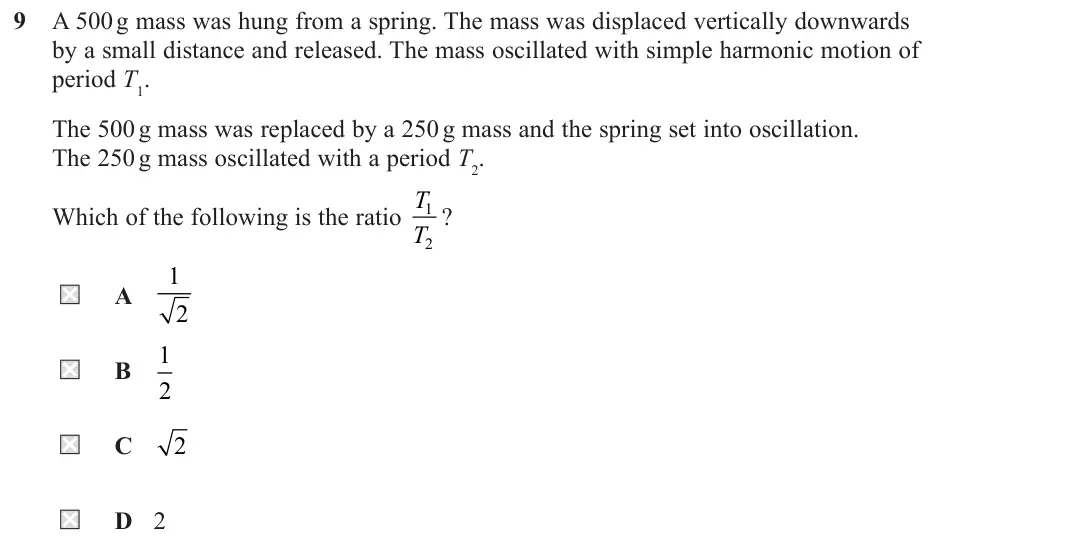 9 A 500 g mass was hung from a spring. The mass was displaced vertically downwards
by a small distance and released. The mass oscillated with simple harmonic motion of
period T₁.
The 500 g mass was replaced by a 250 g mass and the spring set into oscillation.
The 250 g mass oscillated with a period T₂.
Which of the following is the ratio T₁/T₂ ?
A 1/√2
B 1/2
C √2
D 2